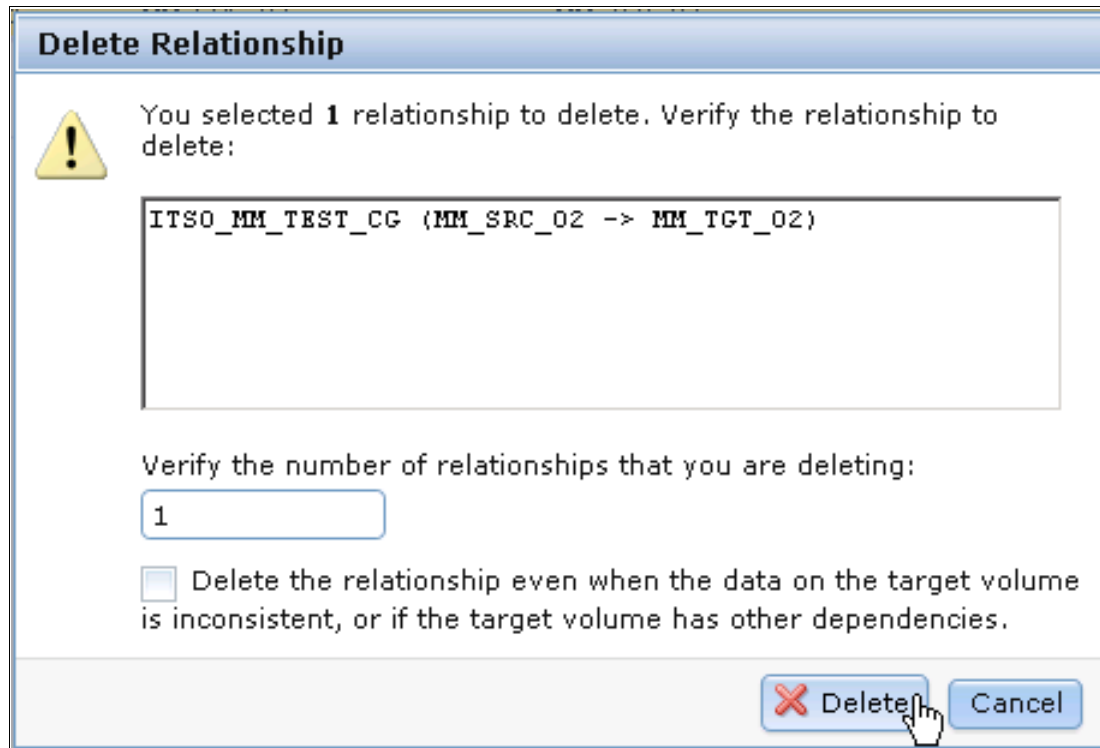 Delete Relationship
You selected 1 relationship to delete. Verify the relationship to
delete:
ITSO_MM_TEST_CG (MM_SRC_02 -> MM_TGT_02)
Verify the number of relationships that you are deleting:
1
Delete the relationship even when the data on the target volume
is inconsistent, or if the target volume has other dependencies.
Delete Cancel